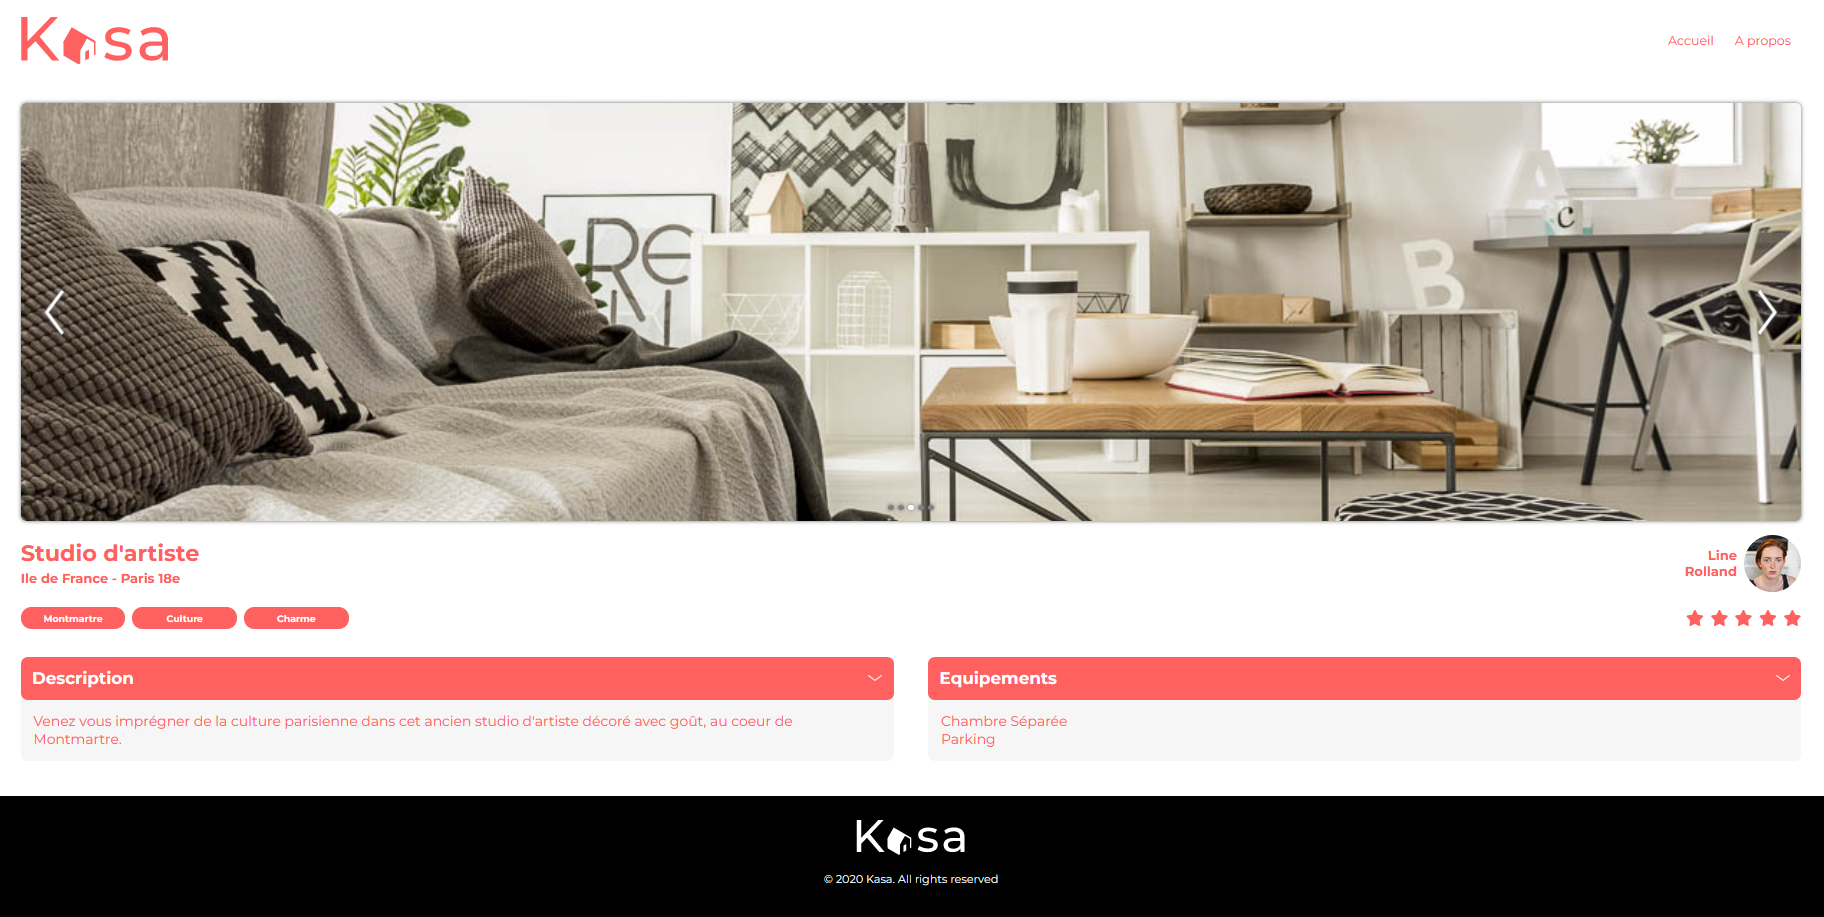 Kasa
Accueil A propos
RE
U
A
C
B
Studio d'artiste
Ile de France - Paris 18e
Line
Rolland
Montmartre Culture Charme
Description
Venez vous imprégner de la culture parisienne dans cet ancien studio d'artiste décoré avec goût, au coeur de
Montmartre.
Equipements
Chambre Séparée
Parking
Kasa
© 2020 Kasa. All rights reserved